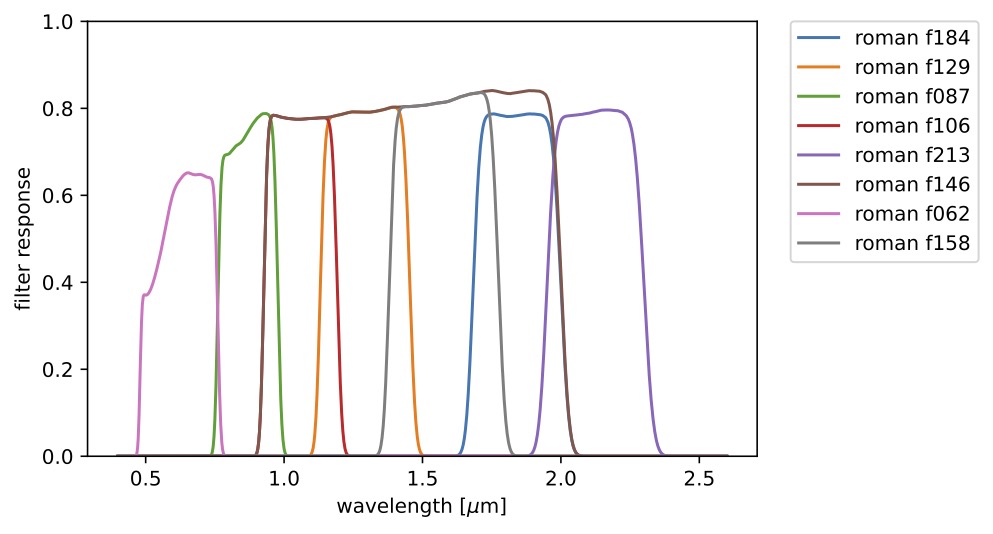 1.0
0.8
0.6
0.4
0.2
0.0
filter response
0.5
1.0
1.5
2.0
2.5
wavelength [μm]
roman f184
roman f129
roman f087
roman f106
roman f213
roman f146
roman f062
roman f158